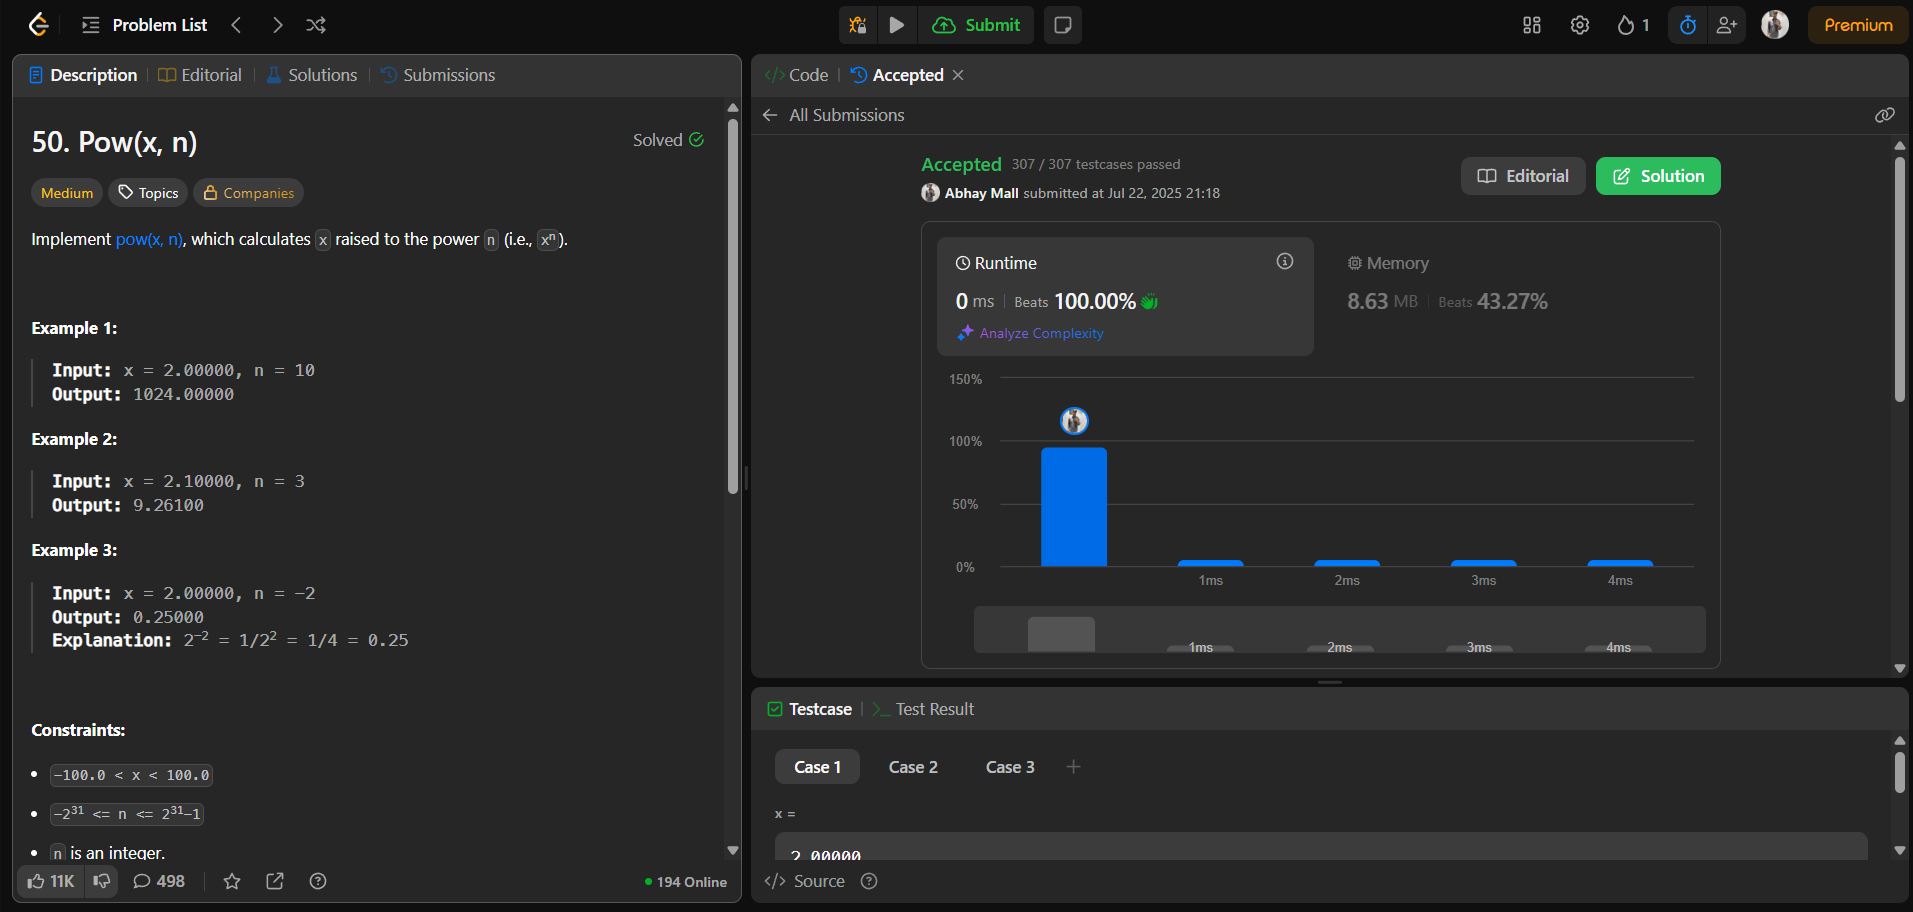 Problem List
Submit
1
Premium
Description
Editorial
Solutions
Submissions
50. Pow(x, n)
Solved
Medium
Topics
Companies
Implement pow(x, n), which calculates x raised to the power n (i.e., xⁿ).
Example 1:
Input: x = 2.00000, n = 10
Output: 1024.00000
Example 2:
Input: x = 2.10000, n = 3
Output: 9.26100
Example 3:
Input: x = 2.00000, n = -2
Output: 0.25000
Explanation: 2⁻² = 1/2² = 1/4 = 0.25
Constraints:
-100.0 < x < 100.0
-2³¹ <= n <= 2³¹-1
n is an integer.
11K
498
194 Online
</> Code
Accepted
All Submissions
Accepted 307 / 307 testcases passed
Abhay Mall submitted at Jul 22, 2025 21:18
Editorial
Solution
Runtime
0 ms Beats 100.00%
Analyze Complexity
Memory
8.63 MB Beats 43.27%
150%
100%
50%
0%
1ms
2ms
3ms
4ms
1ms
2ms
3ms
4ms
Testcase
>_ Test Result
Case 1
Case 2
Case 3
x =
2.00000
</> Source